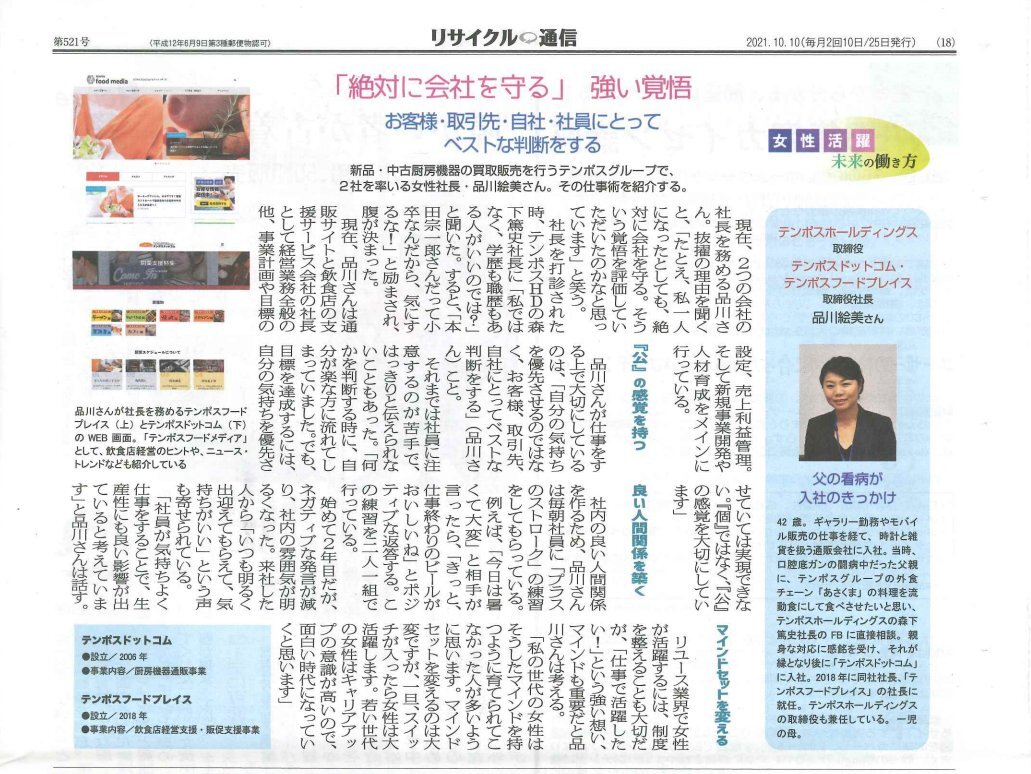 第521号
(平成12年6月9日第3種郵便物認可)
リサイクル通信
2021.10.10(毎月2回10日/25日発行)
(18)
「絶対に会社を守る」 強い覚悟
お客様・取引先・自社・社員にとって
ベストな判断をする
新品・中古厨房機器の買取販売を行うテンポスグループで、
2社を率いる女性社長・品川絵美さん。その仕事術を紹介する。
女性活躍
未来の働き方
food media
開業支援特集
Come in
品川さんが社長を務めるテンポスフード
プレイス(上)とテンポスドットコム(下)
の WEB 画面。「テンポスフードメディア」
として、飲食店経営のヒントや、ニュース・
トレンドなども紹介している
現在、2つの会社の
社長を務める品川さ
ん。抜擢の理由を聞く
と、「たとえ、私一人
になったとしても、絶
対に会社を守る。そう
いう覚悟を評価してい
ただいたのかなと思っ
ています」と笑う。
社長を打診された
時、テンポスHDの森
下篤史社長に「私では
なく、学歴も職歴もあ
る人がいいのでは?」
と聞いた。すると、「本
田宗一郎さんだって小
卒なんだから、気にす
るな!」と励まされ、
腹が決まった。
現在、品川さんは通
販サイトと飲食店の支
援サービス会社の社長
として経営業務全般の
他、事業計画や目標の
設定、売上利益管理。
そして新規事業開発や
人材育成をメインに
行っている。
『公』の感覚を持つ
品川さんが仕事をす
る上で大切にしている
のは、「自分の気持ち
を優先させるのではな
く、お客様、取引先、
自社にとってベストな
判断をする」(品川さ
ん)こと。
それまでは社員に注
意するのが苦手で、
はっきりと伝えられな
いこともあった。「何
かを判断する時に、自
分が楽な方に流れてし
まっていました。でも、
目標を達成するには、
自分の気持ちを優先さ
せていては実現できな
い。『個』ではなく、『公』
の感覚を大切にしてい
ます」
良い人間関係を築く
社内の良い人間関係
を作るため、品川さん
は毎朝社員に「プラス
のストローク」の練習
をしてもらっている。
例えば、「今日は暑
くて大変」と相手が
言ったら、「きっと、
仕事終わりのビールが
おいしいね」とポジ
ティブな返答する。こ
の練習を二人一組で
行っている。
始めて2年目だが、
ネガティブな発言が減
り、社内の雰囲気が明
るくなった。来社した
人から「いつも明るく
出迎えてもらえて、気
持ちがいい」という声
も寄せられている。
「社員が気持ちよく
仕事をすることで、生
産性にも良い影響が出
ていると考えていま
す」と品川さんは話す。
マインドセットを変える
リユース業界で女性
が活躍するには、制度
を整えることも大切だ
が、「仕事で活躍した
い!という強い想い、
マインドも重要だと品
川さんは考える。
「私の世代の女性は
そうしたマインドを持
つように育てられてこ
なかった人が多いよう
に思います。マインド
セットを変えるのは大
変ですが、一旦、スイッ
チが入ったら女性は大
活躍します。若い世代
の女性はキャリアアッ
プの意識が高いので、
面白い時代になってい
くと思います」
テンポスドットコム
●設立/2006年
●事業内容/厨房機器通販事業
テンポスフードプレイス
●設立/2018年
●事業内容/飲食店経営支援・販促支援事業
テンポスホールディングス
取締役
テンポスドットコム・
テンポスフードプレイス
取締役社長
品川絵美さん
父の看病が
入社のきっかけ
42歳。ギャラリー勤務やモバイ
ル販売の仕事を経て、時計と雑
貨を扱う通販会社に入社。当時、
口腔底ガンの闘病中だった父親
に、テンポスグループの外食
チェーン「あさくま」の料理を流
動食にして食べさせたいと思い、
テンポスホールディングスの森下
篤史社長の FB に直接相談。親
身な対応に感銘を受け、それが
縁となり後に「テンポスドットコム」
に入社。2018年に同社社長、「テ
ンポスフードプレイス」の社長に
就任。テンポスホールディングス
の取締役も兼任している。一児
の母。